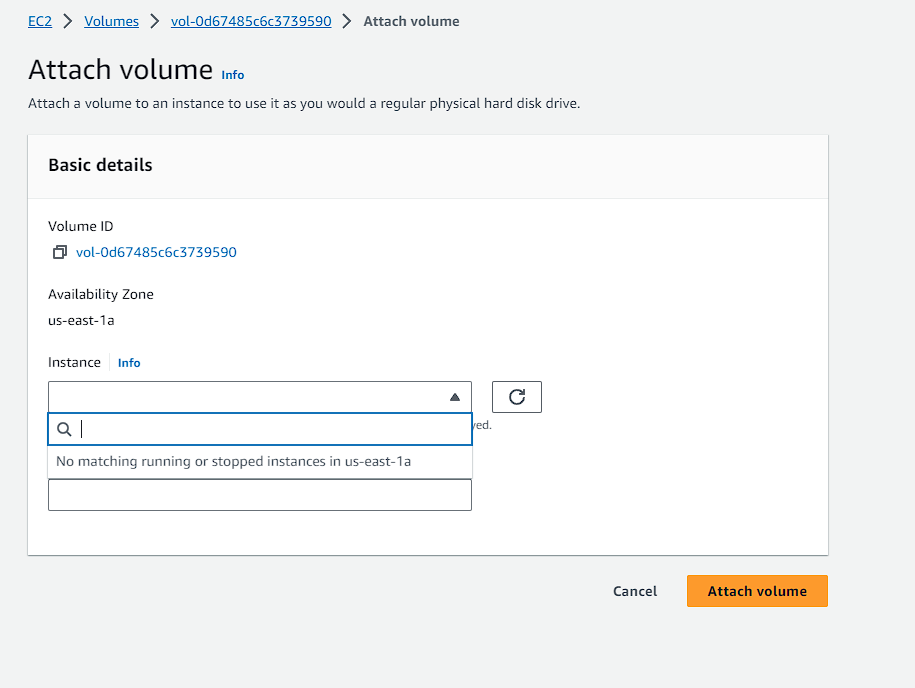 EC2 > Volumes > vol-0d67485c6c3739590 > Attach volume
Attach volume Info
Attach a volume to an instance to use it as you would a regular physical hard disk drive.
Basic details
Volume ID
vol-0d67485c6c3739590
Availability Zone
us-east-1a
Instance Info
No matching running or stopped instances in us-east-1a
Cancel Attach volume